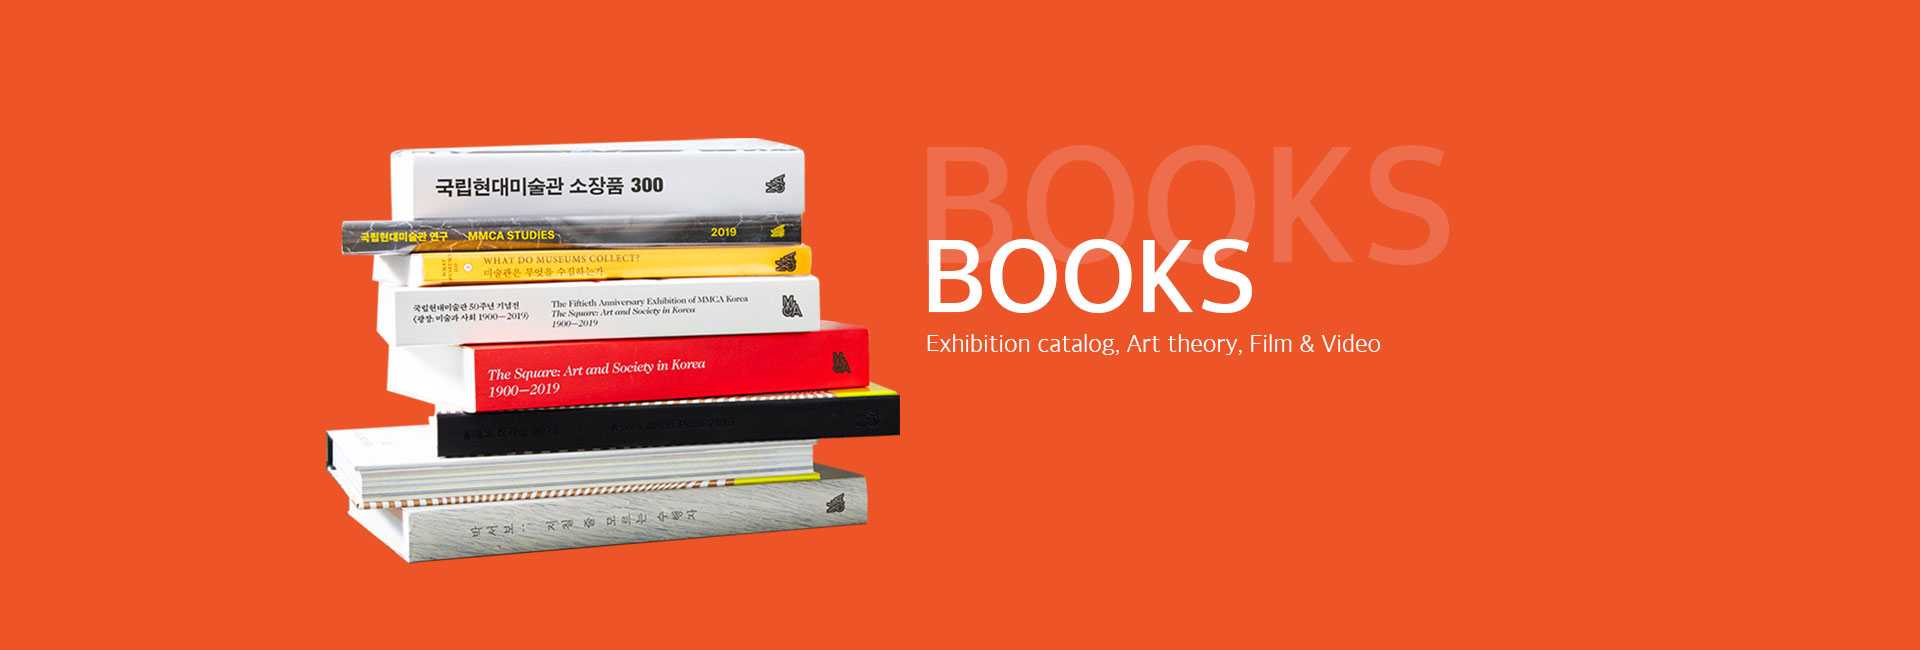 국립현대미술관 소장품 300
국립현대미술관 연구 MMCA STUDIES 2019
WHAT DO MUSEUMS COLLECT?
미술관은 무엇을 수집하는가
국립현대미술관 50주년 기념전
《광장: 미술과 사회 1900—2019》
The Fiftieth Anniversary Exhibition of MMCA Korea
The Square: Art and Society in Korea
1900—2019
MMCA
The Square: Art and Society in Korea
1900—2019
MMCA
올해의 작가상 2019 Korea Artist Prize 2019
박서보: 지칠 줄 모르는 수행자
BOOKS
BOOKS
Exhibition catalog, Art theory, Film & Video